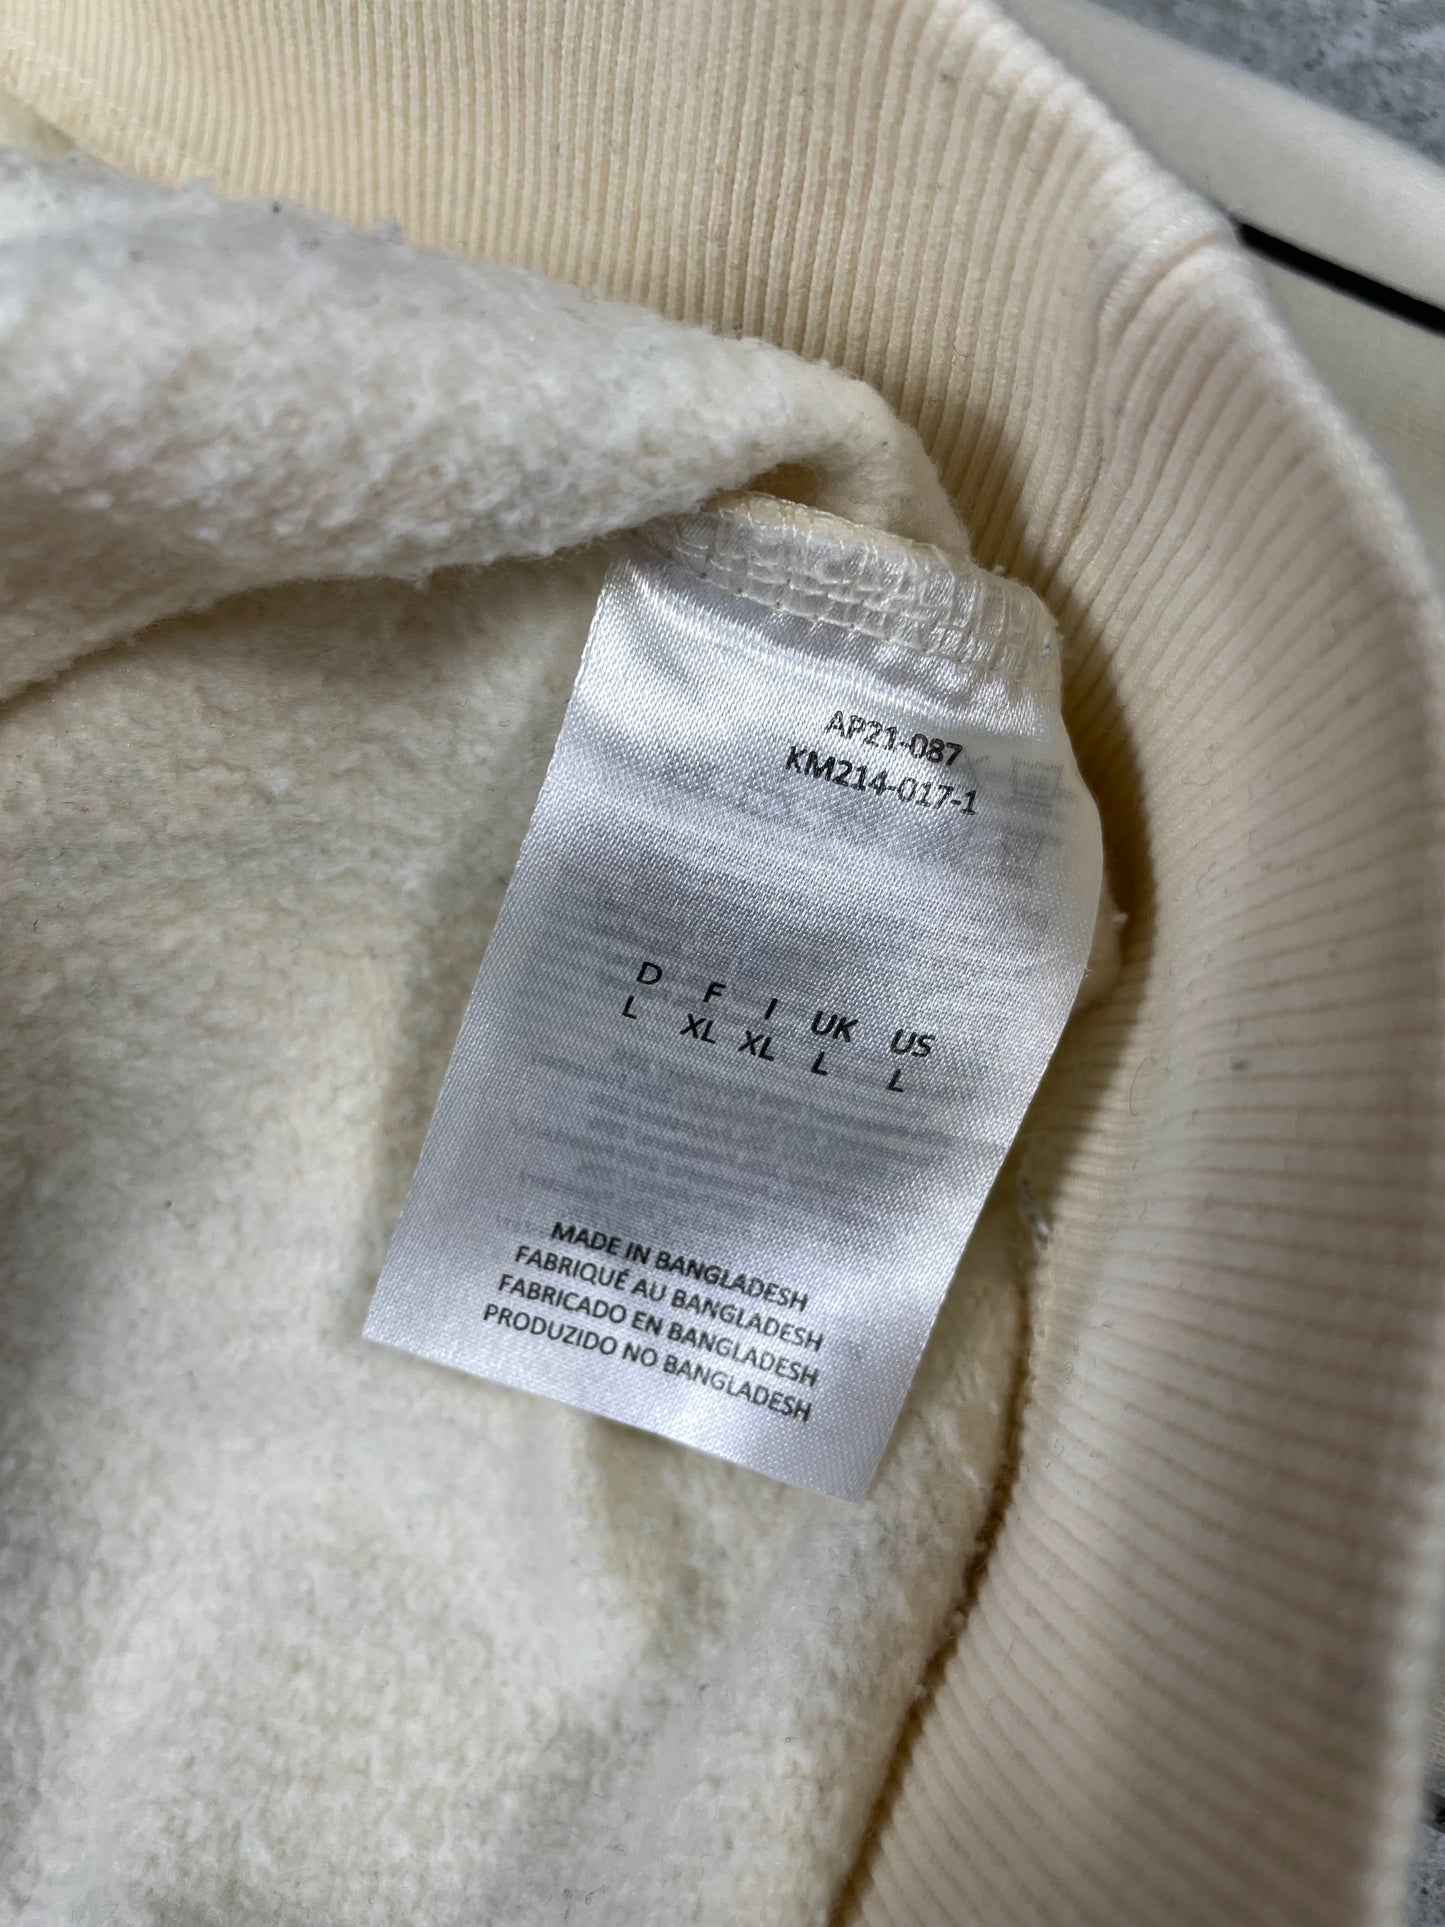 AP21-087
KM214-017-1
D F I UK US
L XL XL L L
MADE IN BANGLADESH
FABRIQUÉ AU BANGLADESH
FABRICADO EN BANGLADESH
PRODUZIDO NO BANGLADESH